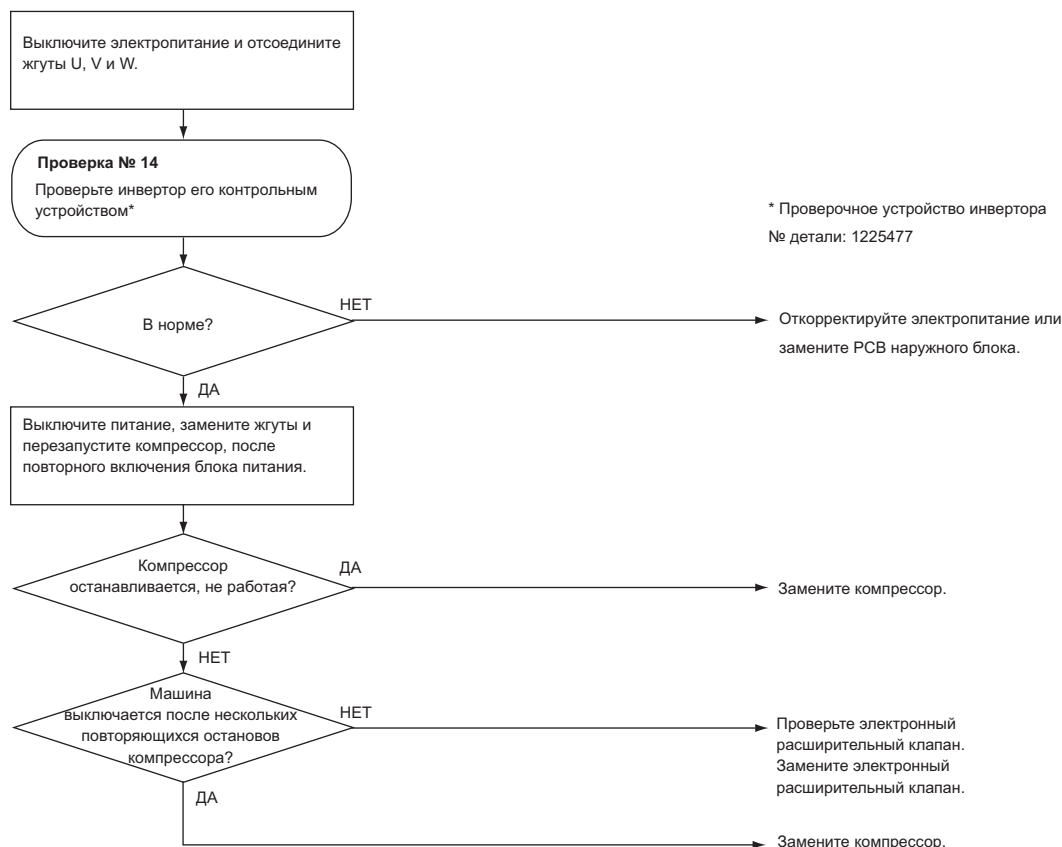 Выключите электропитание и отсоедините
жгуты U, V и W.
Проверка № 14
Проверьте инвертор его контрольным
устройством*
* Проверочное устройство инвертора
№ детали: 1225477
В норме?
НЕТ
Откорректируйте электропитание или
замените PCB наружного блока.
ДА
Выключите питание, замените жгуты и
перезапустите компрессор, после
повторного включения блока питания.
Компрессор
останавливается, не работая?
ДА
Замените компрессор.
НЕТ
Машина
выключается после нескольких
повторяющихся остановов
компрессора?
НЕТ
Проверьте электронный
расширительный клапан.
Замените электронный
расширительный клапан.
ДА
Замените компрессор.